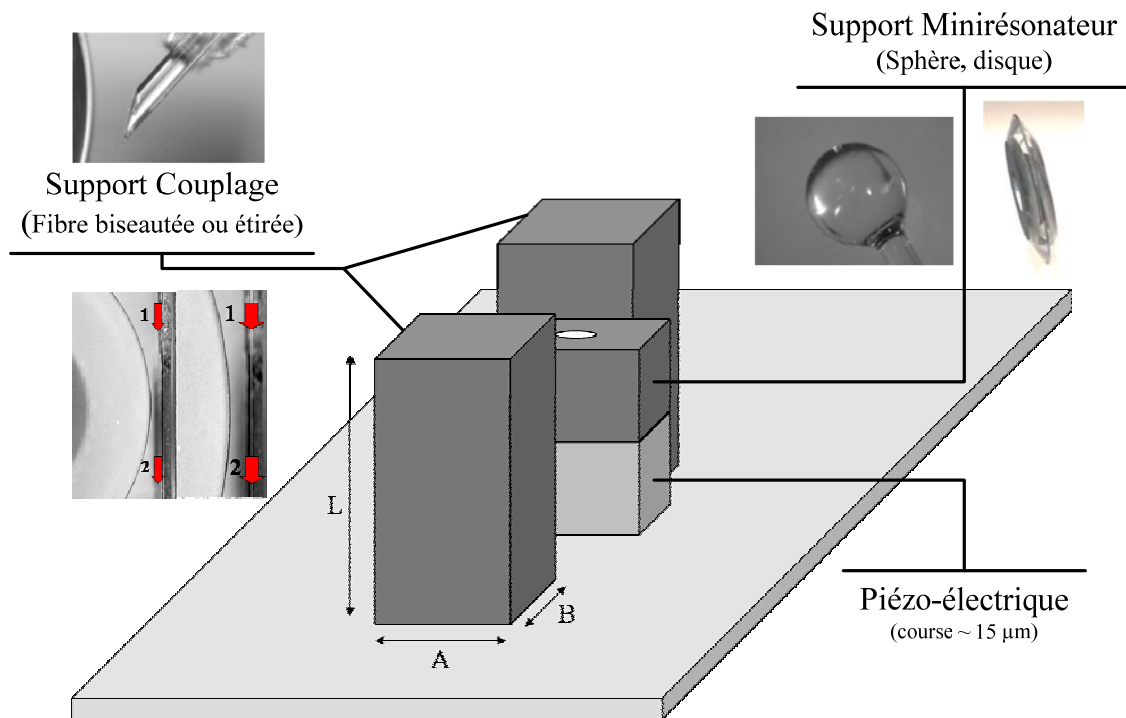 Support Minirésonateur
(Sphère, disque)
Support Couplage
(Fibre biseautée ou étirée)
1
1
2
2
L
B
A
Piézo-électrique
(course ~ 15 µm)